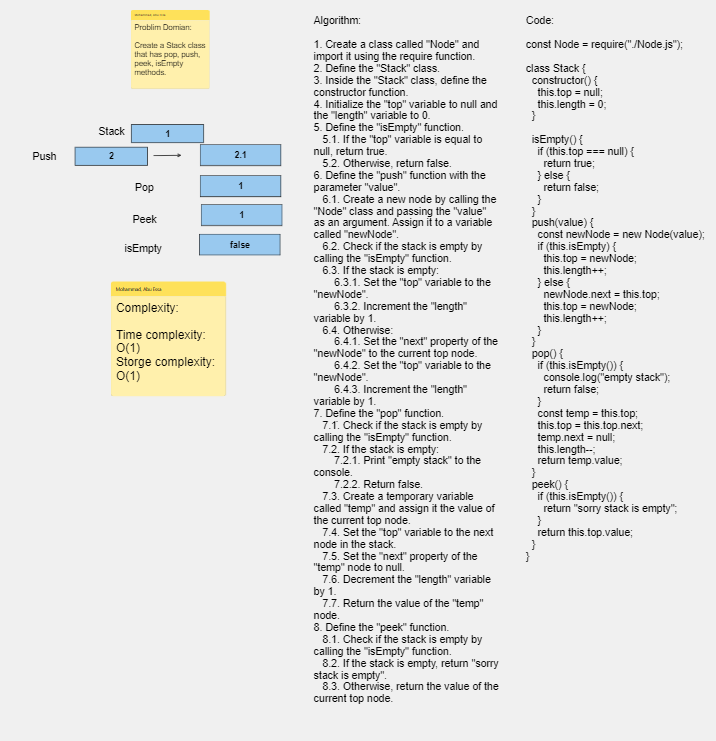 Problim Domian:
Create a Stack class
that has pop, push,
peek, isEmpty
methods.
Stack
1
Push
2
2.1
Pop
1
Peek
1
isEmpty
false
Mohammad, Abu Eisa
Complexity:
Time complexity:
O(1)
Storge complexity:
O(1)
Algorithm:
1. Create a class called "Node" and
import it using the require function.
2. Define the "Stack" class.
3. Inside the "Stack" class, define the
constructor function.
4. Initialize the "top" variable to null and
the "length" variable to 0.
5. Define the "isEmpty" function.
5.1. If the "top" variable is equal to
null, return true.
5.2. Otherwise, return false.
6. Define the "push" function with the
parameter "value".
6.1. Create a new node by calling the
"Node" class and passing the "value"
as an argument. Assign it to a variable
called "newNode".
6.2. Check if the stack is empty by
calling the "isEmpty" function.
6.3. If the stack is empty:
6.3.1. Set the "top" variable to the
"newNode".
6.3.2. Increment the "length"
variable by 1.
6.4. Otherwise:
6.4.1. Set the "next" property of the
"newNode" to the current top node.
6.4.2. Set the "top" variable to the
"newNode".
6.4.3. Increment the "length"
variable by 1.
7. Define the "pop" function.
7.1. Check if the stack is empty by
calling the "isEmpty" function.
7.2. If the stack is empty:
7.2.1. Print "empty stack" to the
console.
7.2.2. Return false.
7.3. Create a temporary variable
called "temp" and assign it the value of
the current top node.
7.4. Set the "top" variable to the next
node in the stack.
7.5. Set the "next" property of the
"temp" node to null.
7.6. Decrement the "length" variable
by 1.
7.7. Return the value of the "temp"
node.
8. Define the "peek" function.
8.1. Check if the stack is empty by
calling the "isEmpty" function.
8.2. If the stack is empty, return "sorry
stack is empty".
8.3. Otherwise, return the value of the
current top node.
Code:
const Node = require("./Node.js");
class Stack {
constructor() {
this.top = null;
this.length = 0;
}
isEmpty() {
if (this.top === null) {
return true;
} else {
return false;
}
}
push(value) {
const newNode = new Node(value);
if (this.isEmpty) {
this.top = newNode;
this.length++;
} else {
newNode.next = this.top;
this.top = newNode;
this.length++;
}
}
pop() {
if (this.isEmpty()) {
console.log("empty stack");
return false;
}
const temp = this.top;
this.top = this.top.next;
temp.next = null;
this.length--;
return temp.value;
}
peek() {
if (this.isEmpty()) {
return "sorry stack is empty";
}
return this.top.value;
}
}